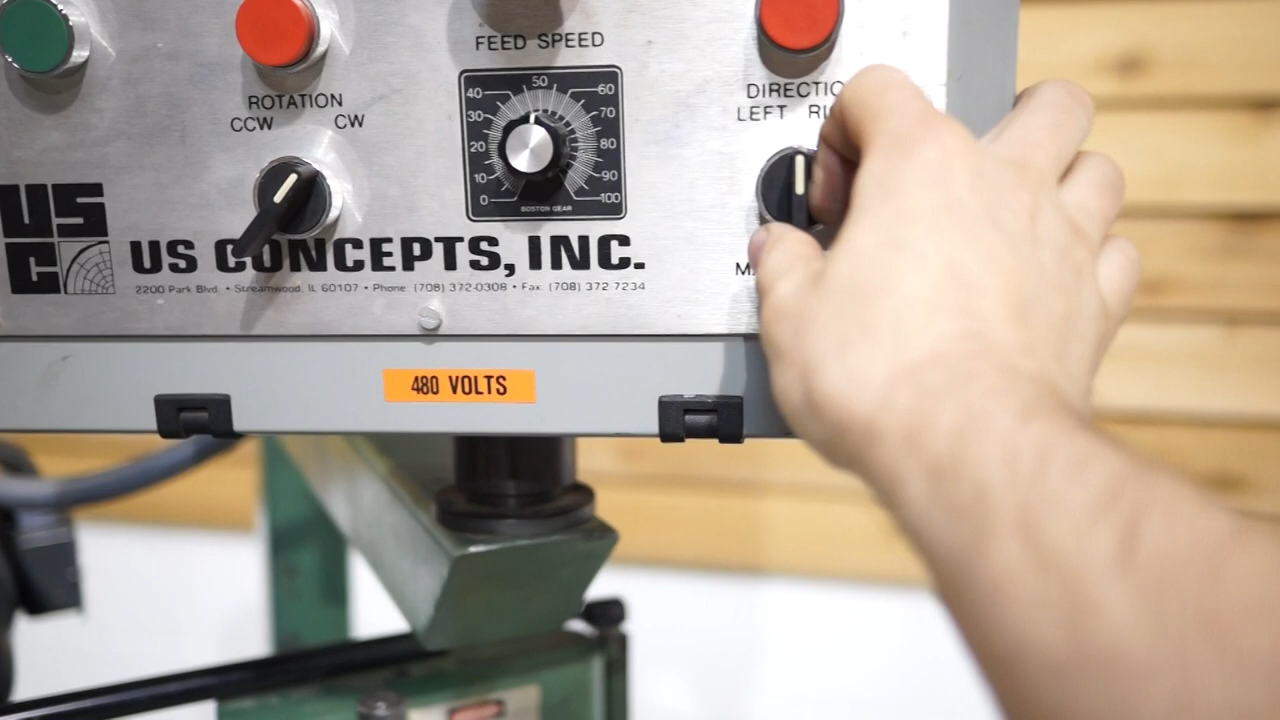 FEED SPEED
ROTATION
CCW CW
DIRECTIO
LEFT RI
0 10 20 30 40 50 60 70 80 90 100
BOSTON GEAR
US
C
US CONCEPTS, INC.
2200 Park Blvd. • Streamwood, IL 60107 • Phone: (708) 372-0308 • Fax: (708) 372-7234
480 VOLTS